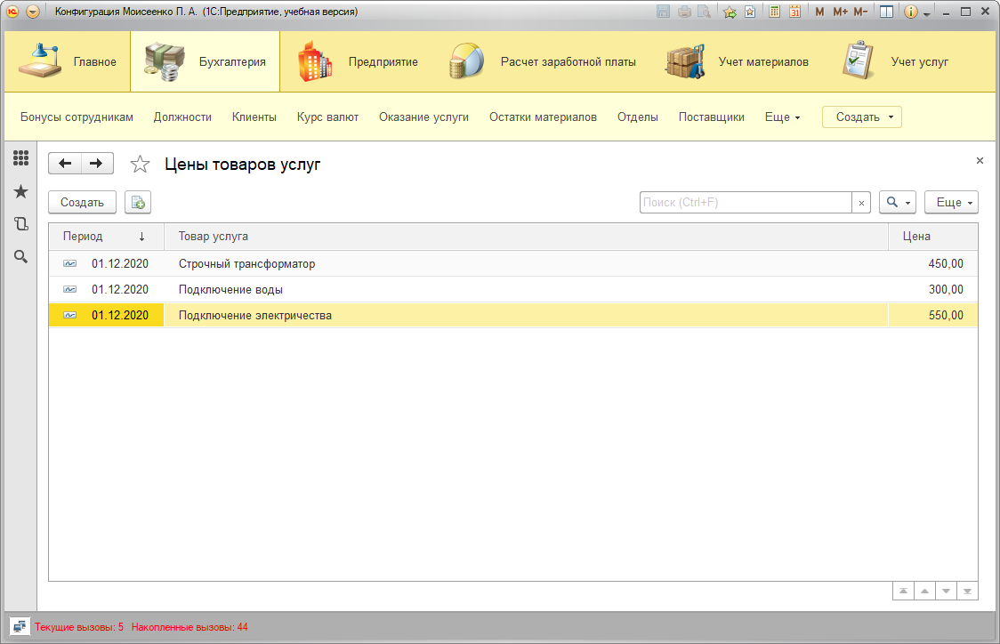 Конфигурация Моисеенко П. А. (1С:Предприятие, учебная версия) M M+ M-
Главное Бухгалтерия Предприятие Расчет заработной платы Учет материалов Учет услуг
Бонусы сотрудникам Должности Клиенты Курс валют Оказание услуги Остатки материалов Отделы Поставщики Еще Создать
Цены товаров услуг
Создать Поиск (Ctrl+F) × Еще
Период ↓ Товар услуга Цена
01.12.2020 Строчный трансформатор 450,00
01.12.2020 Подключение воды 300,00
01.12.2020 Подключение электричества 550,00
Текущие вызовы: 5 Накопленные вызовы: 44